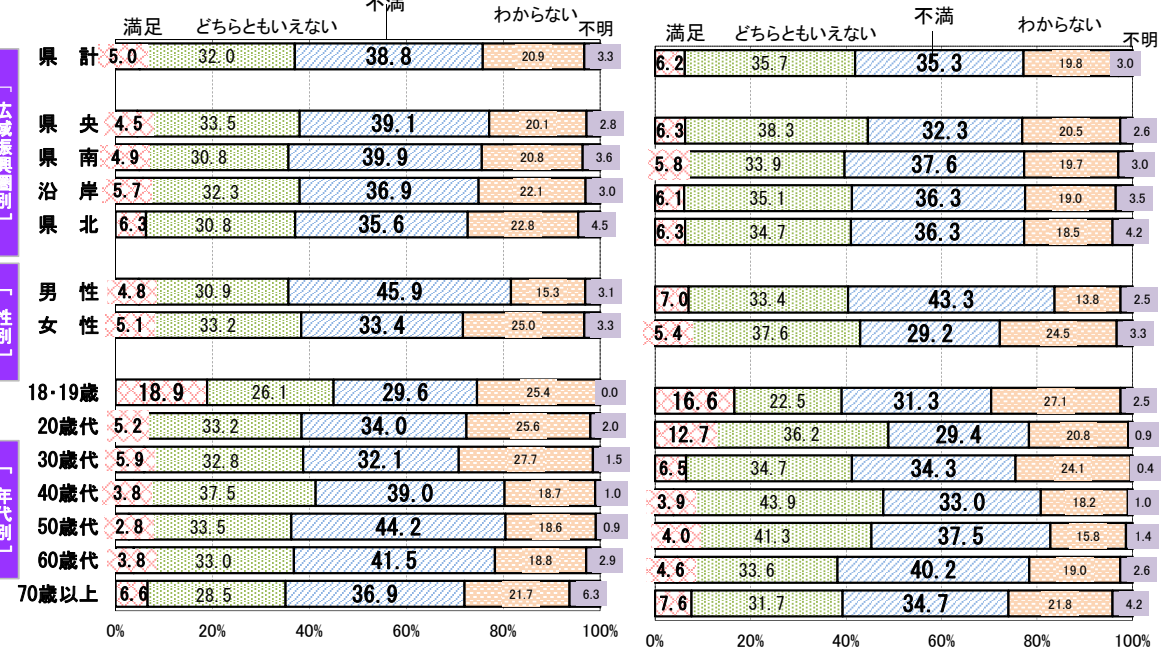 満足 どちらともいえない 不満 わからない 不明
満足 どちらともいえない 不満 わからない 不明
［広域振興圏別］
県 計 5.0 32.0 38.8 20.9 3.3 6.2 35.7 35.3 19.8 3.0
県 央 4.5 33.5 39.1 20.1 2.8 6.3 38.3 32.3 20.5 2.6
県 南 4.9 30.8 39.9 20.8 3.6 5.8 33.9 37.6 19.7 3.0
沿 岸 5.7 32.3 36.9 22.1 3.0 6.1 35.1 36.3 19.0 3.5
県 北 6.3 30.8 35.6 22.8 4.5 6.3 34.7 36.3 18.5 4.2
［性別］
男 性 4.8 30.9 45.9 15.3 3.1 7.0 33.4 43.3 13.8 2.5
女 性 5.1 33.2 33.4 25.0 3.3 5.4 37.6 29.2 24.5 3.3
［年代別］
18・19歳 18.9 26.1 29.6 25.4 0.0 16.6 22.5 31.3 27.1 2.5
20歳代 5.2 33.2 34.0 25.6 2.0 12.7 36.2 29.4 20.8 0.9
30歳代 5.9 32.8 32.1 27.7 1.5 6.5 34.7 34.3 24.1 0.4
40歳代 3.8 37.5 39.0 18.7 1.0 3.9 43.9 33.0 18.2 1.0
50歳代 2.8 33.5 44.2 18.6 0.9 4.0 41.3 37.5 15.8 1.4
60歳代 3.8 33.0 41.5 18.8 2.9 4.6 33.6 40.2 19.0 2.6
70歳以上 6.6 28.5 36.9 21.7 6.3 7.6 31.7 34.7 21.8 4.2
0% 20% 40% 60% 80% 100%
0% 20% 40% 60% 80% 100%